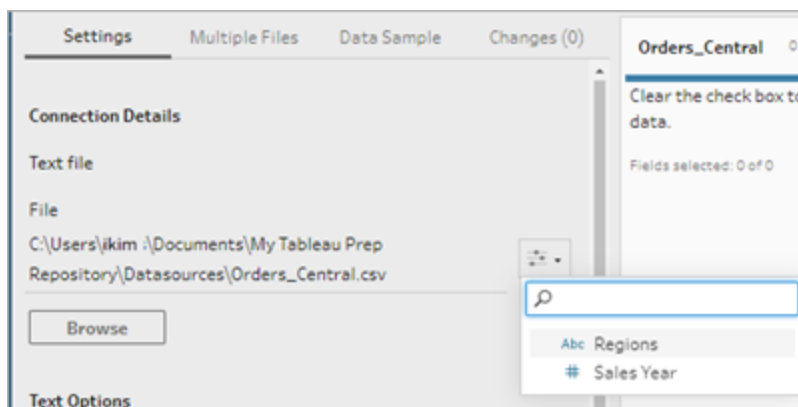 Settings Multiple Files Data Sample Changes (0)
Orders_Central 0
Clear the check box to
data.
Fields selected: 0 of 0
Connection Details
Text file
File
C:\Users\ikim :\Documents\My Tableau Prep
Repository\Datasources\Orders_Central.csv
Browse
Abc Regions
# Sales Year
Text Options